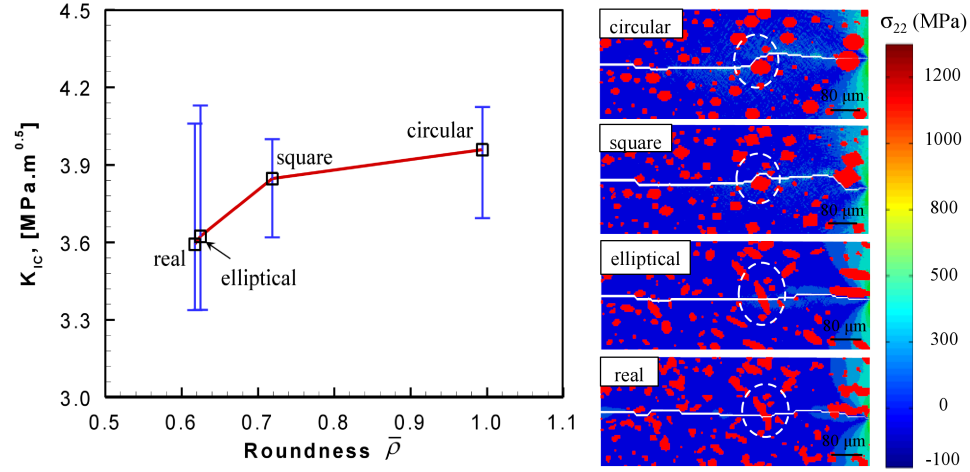 4.5
4.2
3.9
3.6
3.3
3.0
K_IC, [MPa.m^0.5]
circular
square
real
elliptical
0.5 0.6 0.7 0.8 0.9 1.0 1.1
Roundness ρ̄
circular
80 μm
square
80 μm
elliptical
80 μm
real
80 μm
σ22 (MPa)
1200
1000
800
500
300
0
-100